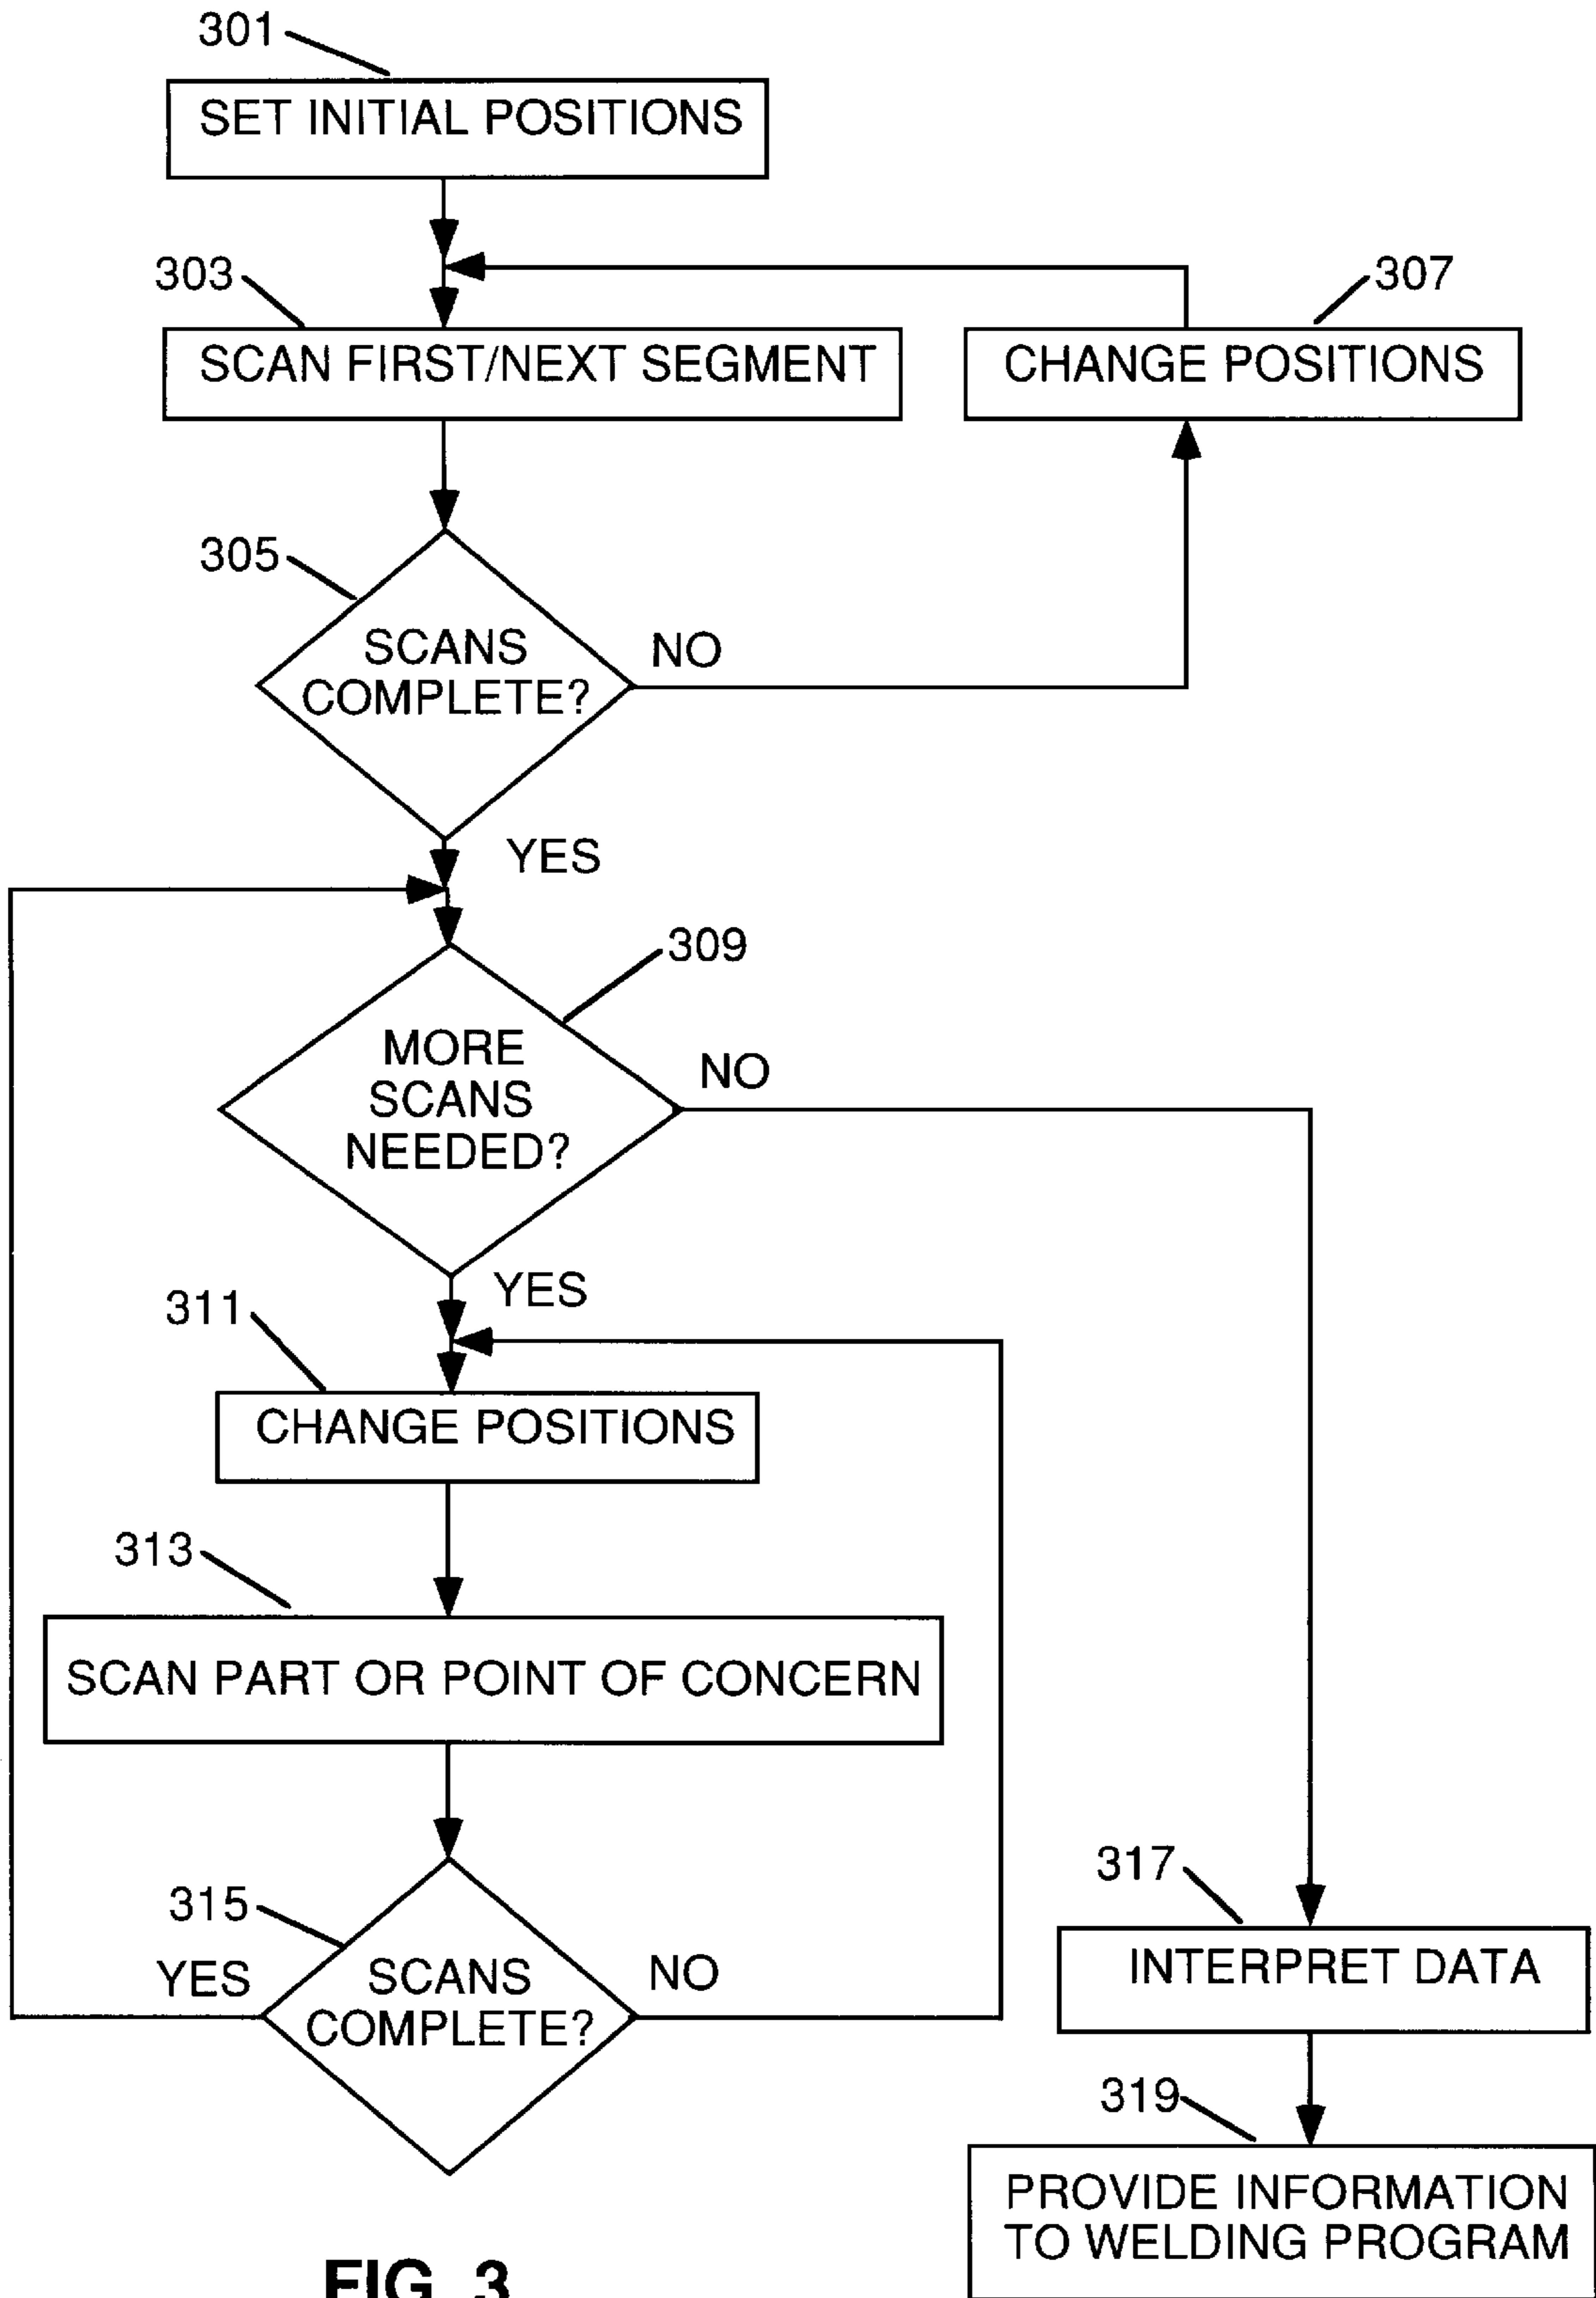 301
SET INITIAL POSITIONS
303
307
SCAN FIRST/NEXT SEGMENT
CHANGE POSITIONS
305
SCANS
COMPLETE?
NO
YES
309
MORE
SCANS
NEEDED?
NO
YES
311
CHANGE POSITIONS
313
SCAN PART OR POINT OF CONCERN
315
YES
SCANS
COMPLETE?
NO
317
INTERPRET DATA
319
PROVIDE INFORMATION
TO WELDING PROGRAM
FIG. 3